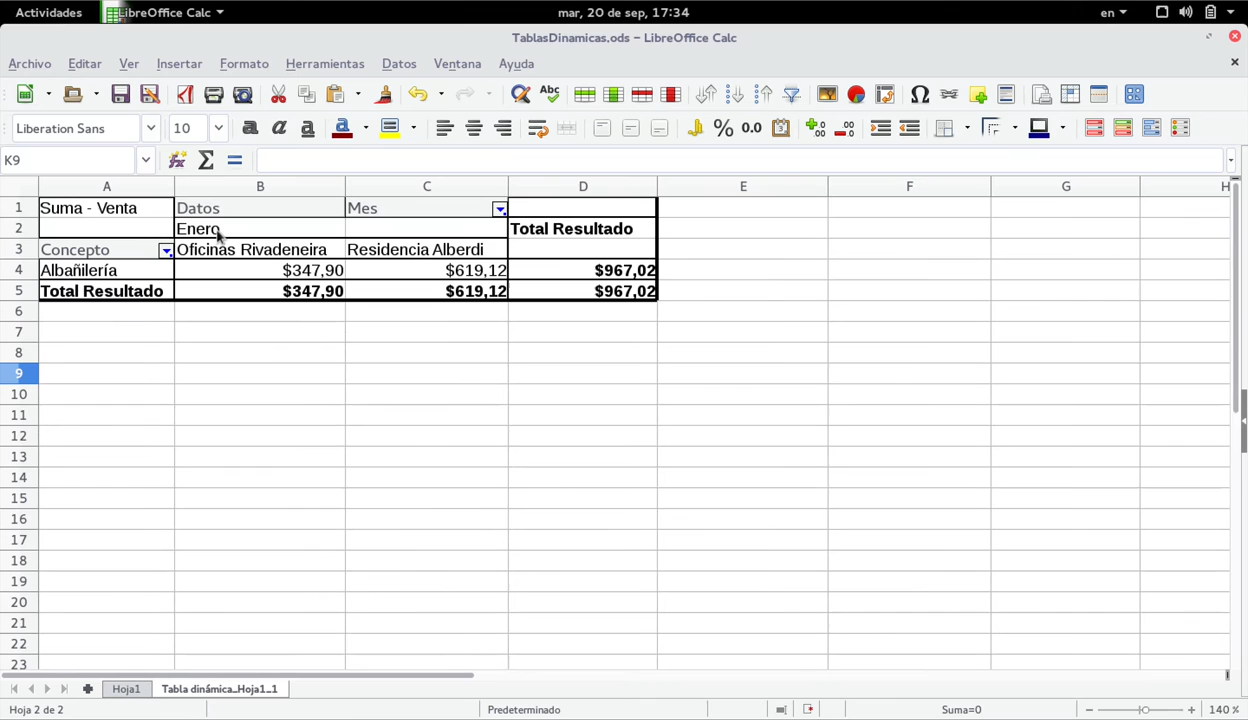 Actividades LibreOffice Calc mar, 20 de sep, 17:34 en
TablasDinamicas.ods – LibreOffice Calc
Archivo Editar Ver Insertar Formato Herramientas Datos Ventana Ayuda
Liberation Sans 10
K9
A B C D E F G H
1 Suma - Venta Datos Mes
2 Enero Total Resultado
3 Concepto Oficinas Rivadeneira Residencia Alberdi
4 Albañilería $347,90 $619,12 $967,02
5 Total Resultado $347,90 $619,12 $967,02
6
7
8
9
10
11
12
13
14
15
16
17
18
19
20
21
22
23
Hoja1 Tabla dinámica_Hoja1_1
Hoja 2 de 2 Predeterminado Suma=0 140 %